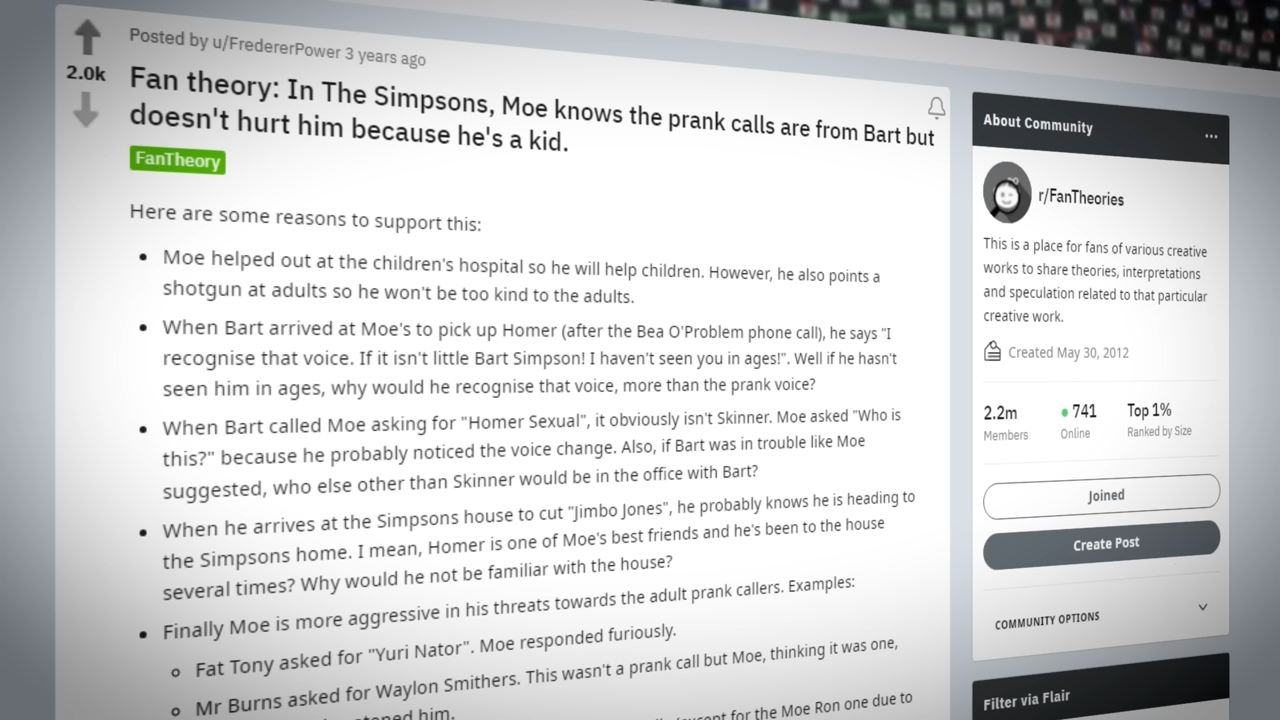 Posted by u/FredererPower 3 years ago
2.0k
Fan theory: In The Simpsons, Moe knows the prank calls are from Bart but
doesn't hurt him because he's a kid.
FanTheory
Here are some reasons to support this:
• Moe helped out at the children's hospital so he will help children. However, he also points a
shotgun at adults so he won't be too kind to the adults.
• When Bart arrived at Moe's to pick up Homer (after the Bea O'Problem phone call), he says "I
recognise that voice. If it isn't little Bart Simpson! I haven't seen you in ages!". Well if he hasn't
seen him in ages, why would he recognise that voice, more than the prank voice?
• When Bart called Moe asking for "Homer Sexual", it obviously isn't Skinner. Moe asked "Who is
this?" because he probably noticed the voice change. Also, if Bart was in trouble like Moe
suggested, who else other than Skinner would be in the office with Bart?
• When he arrives at the Simpsons house to cut "Jimbo Jones", he probably knows he is heading to
the Simpsons home. I mean, Homer is one of Moe's best friends and he's been to the house
several times? Why would he not be familiar with the house?
• Finally Moe is more aggressive in his threats towards the adult prank callers. Examples:
Fat Tony asked for "Yuri Nator". Moe responded furiously.
Mr Burns asked for Waylon Smithers. This wasn't a prank call but Moe, thinking it was one,
him.
for the Moe Ron one due to
About Community
...
r/FanTheories
This is a place for fans of various creative
works to share theories, interpretations
and speculation related to that particular
creative work.
Created May 30, 2012
2.2m
Members
741
Online
Top 1%
Ranked by Size
Joined
Create Post
COMMUNITY OPTIONS
Filter via Flair